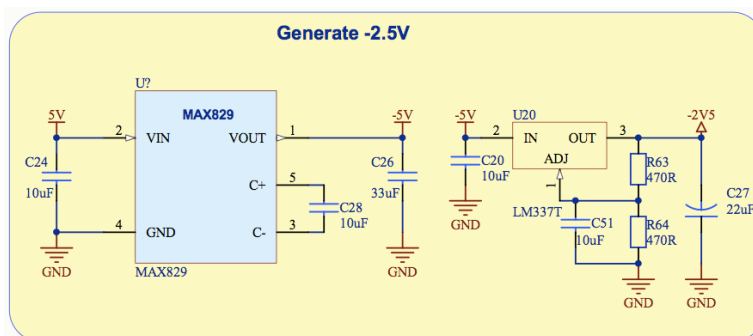 Generate -2.5V
U?
MAX829
5V
2
VIN
VOUT
1
-5V
C24
10uF
C26
33uF
C+
5
C28
10uF
4
GND
C-
3
GND
MAX829
GND
-5V
U20
2
IN
OUT
3
-2V5
C20
10uF
ADJ
1
R63
470R
GND
LM337T
C51
10uF
R64
470R
C27
22uF
GND
GND